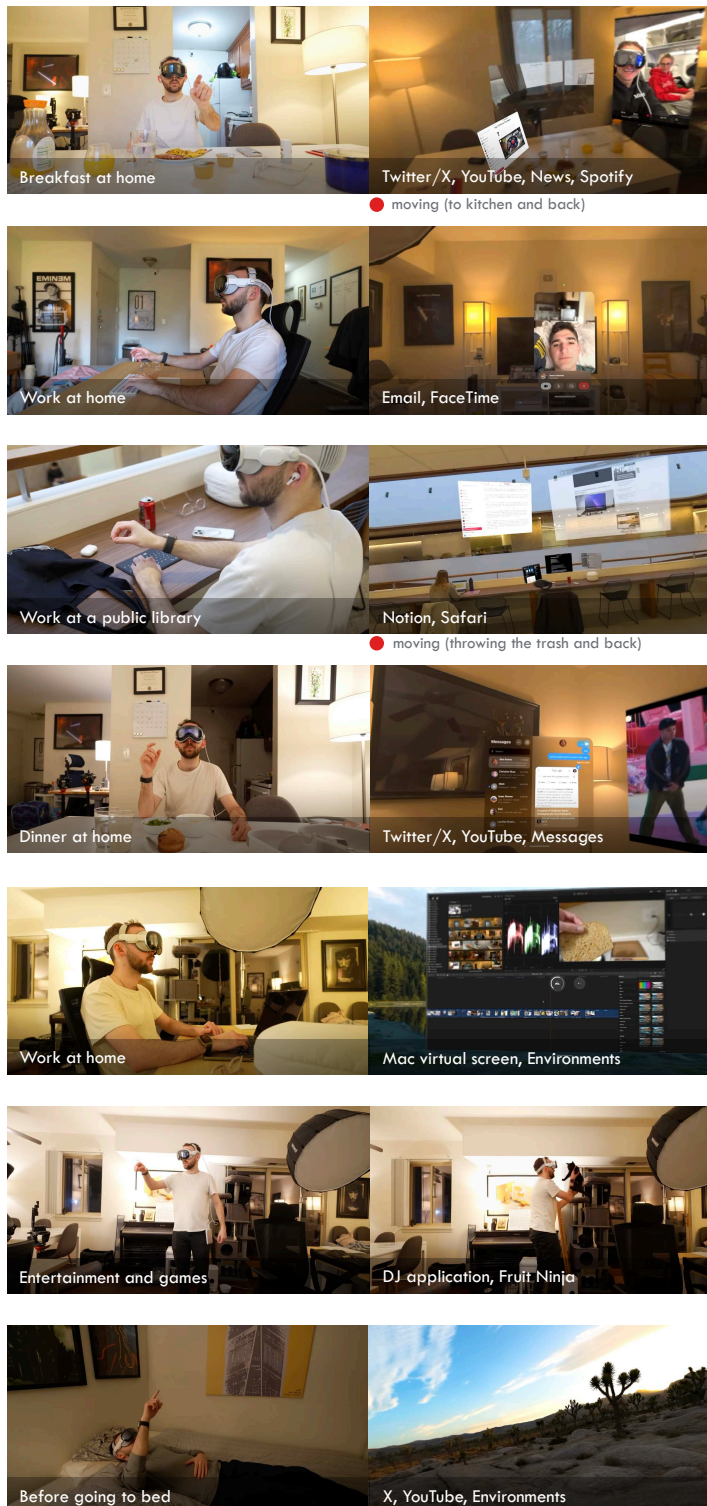 Breakfast at home
Twitter/X, YouTube, News, Spotify
moving (to kitchen and back)
EMINEM
Work at home
Email, FaceTime
Work at a public library
Notion, Safari
moving (throwing the trash and back)
Messages
Dinner at home
Twitter/X, YouTube, Messages
Work at home
Mac virtual screen, Environments
Entertainment and games
DJ application, Fruit Ninja
Before going to bed
X, YouTube, Environments